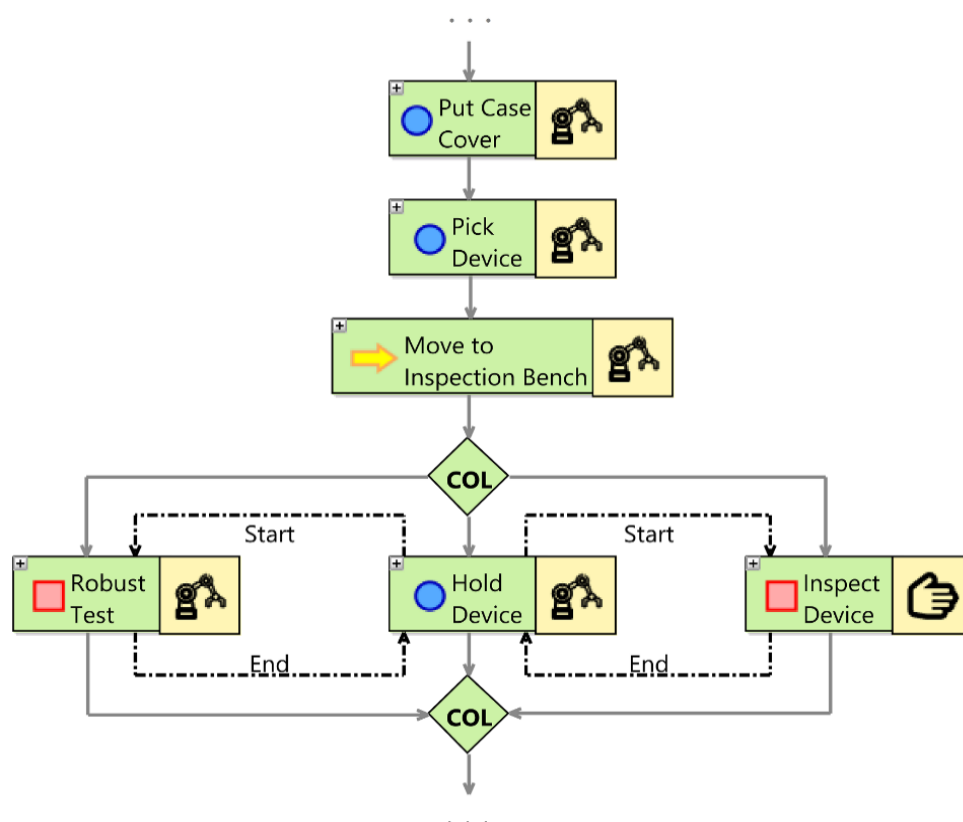 . . .
Put Case
Cover
Pick
Device
Move to
Inspection Bench
COL
Start
Start
Robust
Test
Hold
Device
Inspect
Device
End
End
COL
. . .